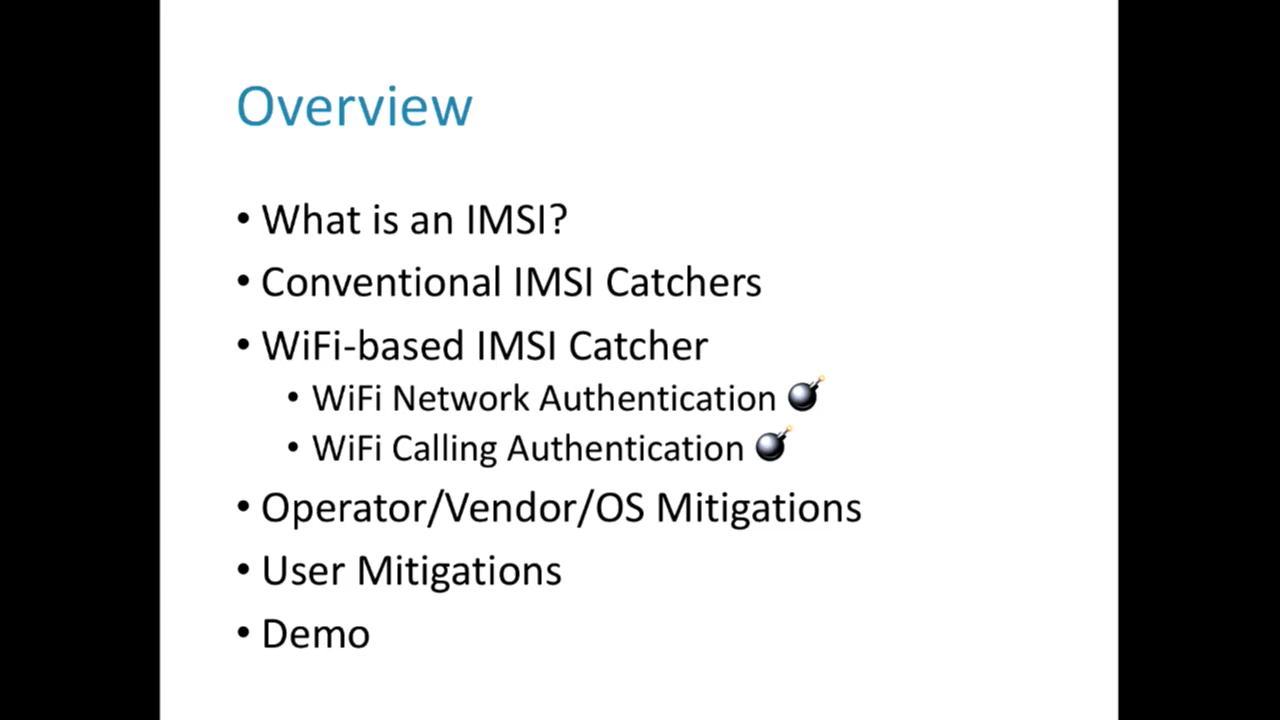 Overview
• What is an IMSI?
• Conventional IMSI Catchers
• WiFi-based IMSI Catcher
• WiFi Network Authentication 💣
• WiFi Calling Authentication 💣
• Operator/Vendor/OS Mitigations
• User Mitigations
• Demo